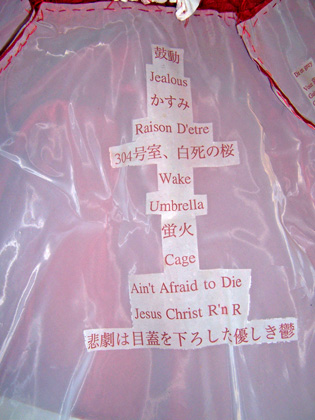 鼓動
Jealous
かすみ
Raison D'etre
304号室、白死の桜
Wake
Umbrella
蛍火
Cage
Ain't Afraid to Die
Jesus Christ R'n R
悲劇は目蓋を下ろした優しき鬱